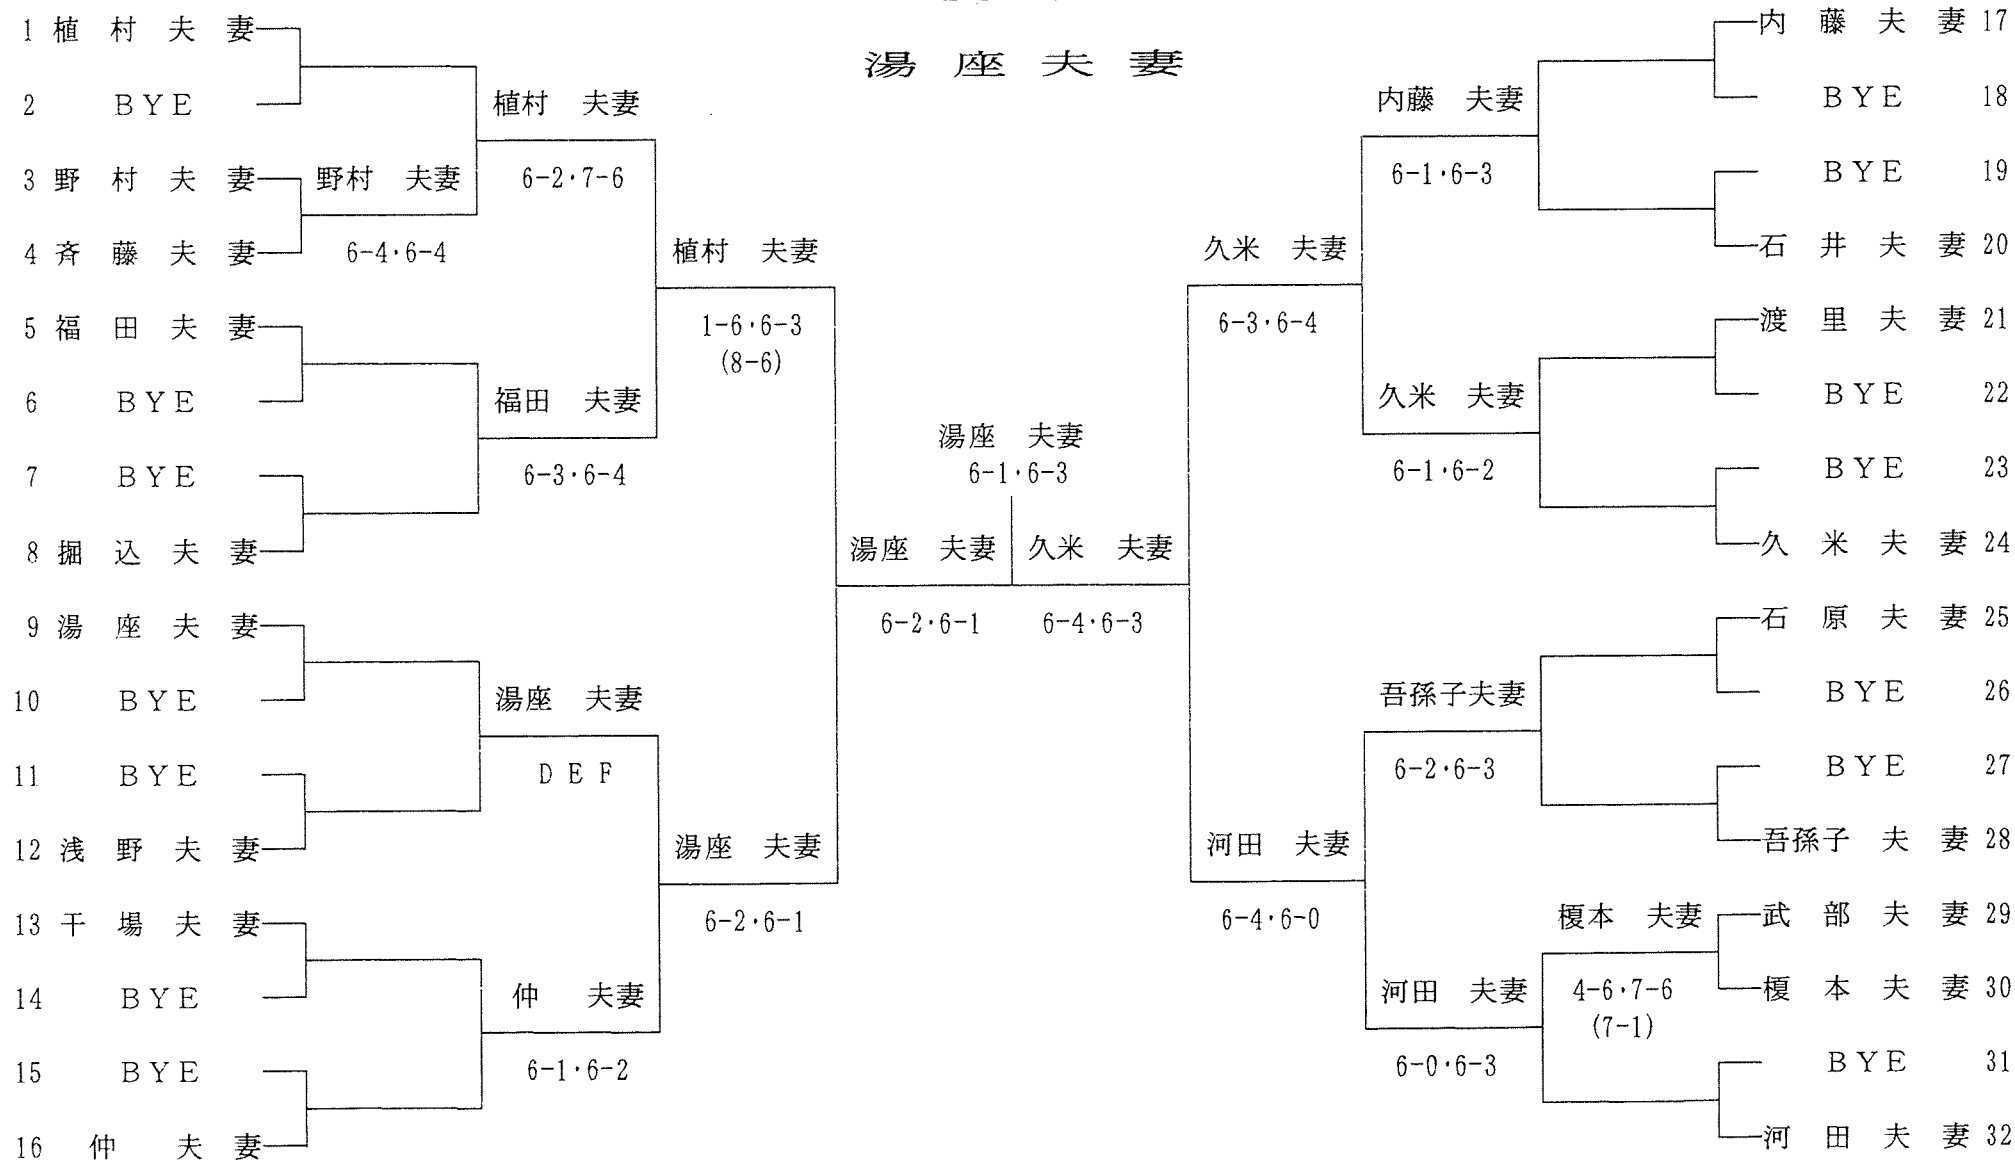 湯座夫妻
1 植村夫妻
2 BYE
3 野村夫妻
4 斉藤夫妻
5 福田夫妻
6 BYE
7 BYE
8 掘込夫妻
9 湯座夫妻
10 BYE
11 BYE
12 浅野夫妻
13 干場夫妻
14 BYE
15 BYE
16 仲夫妻
野村 夫妻
6-4・6-4
植村 夫妻
6-2・7-6
福田 夫妻
6-3・6-4
湯座 夫妻
DEF
仲 夫妻
6-1・6-2
植村 夫妻
1-6・6-3
(8-6)
湯座 夫妻
6-2・6-1
湯座 夫妻
6-2・6-1
湯座 夫妻
6-1・6-3
久米 夫妻
6-4・6-3
久米 夫妻
6-3・6-4
河田 夫妻
6-4・6-0
内藤 夫妻
6-1・6-3
久米 夫妻
6-1・6-2
吾孫子夫妻
6-2・6-3
河田 夫妻
6-0・6-3
榎本 夫妻
4-6・7-6
(7-1)
内藤夫妻 17
BYE 18
BYE 19
石井夫妻 20
渡里夫妻 21
BYE 22
BYE 23
久米夫妻 24
石原夫妻 25
BYE 26
BYE 27
吾孫子夫妻 28
武部夫妻 29
榎本夫妻 30
BYE 31
河田夫妻 32